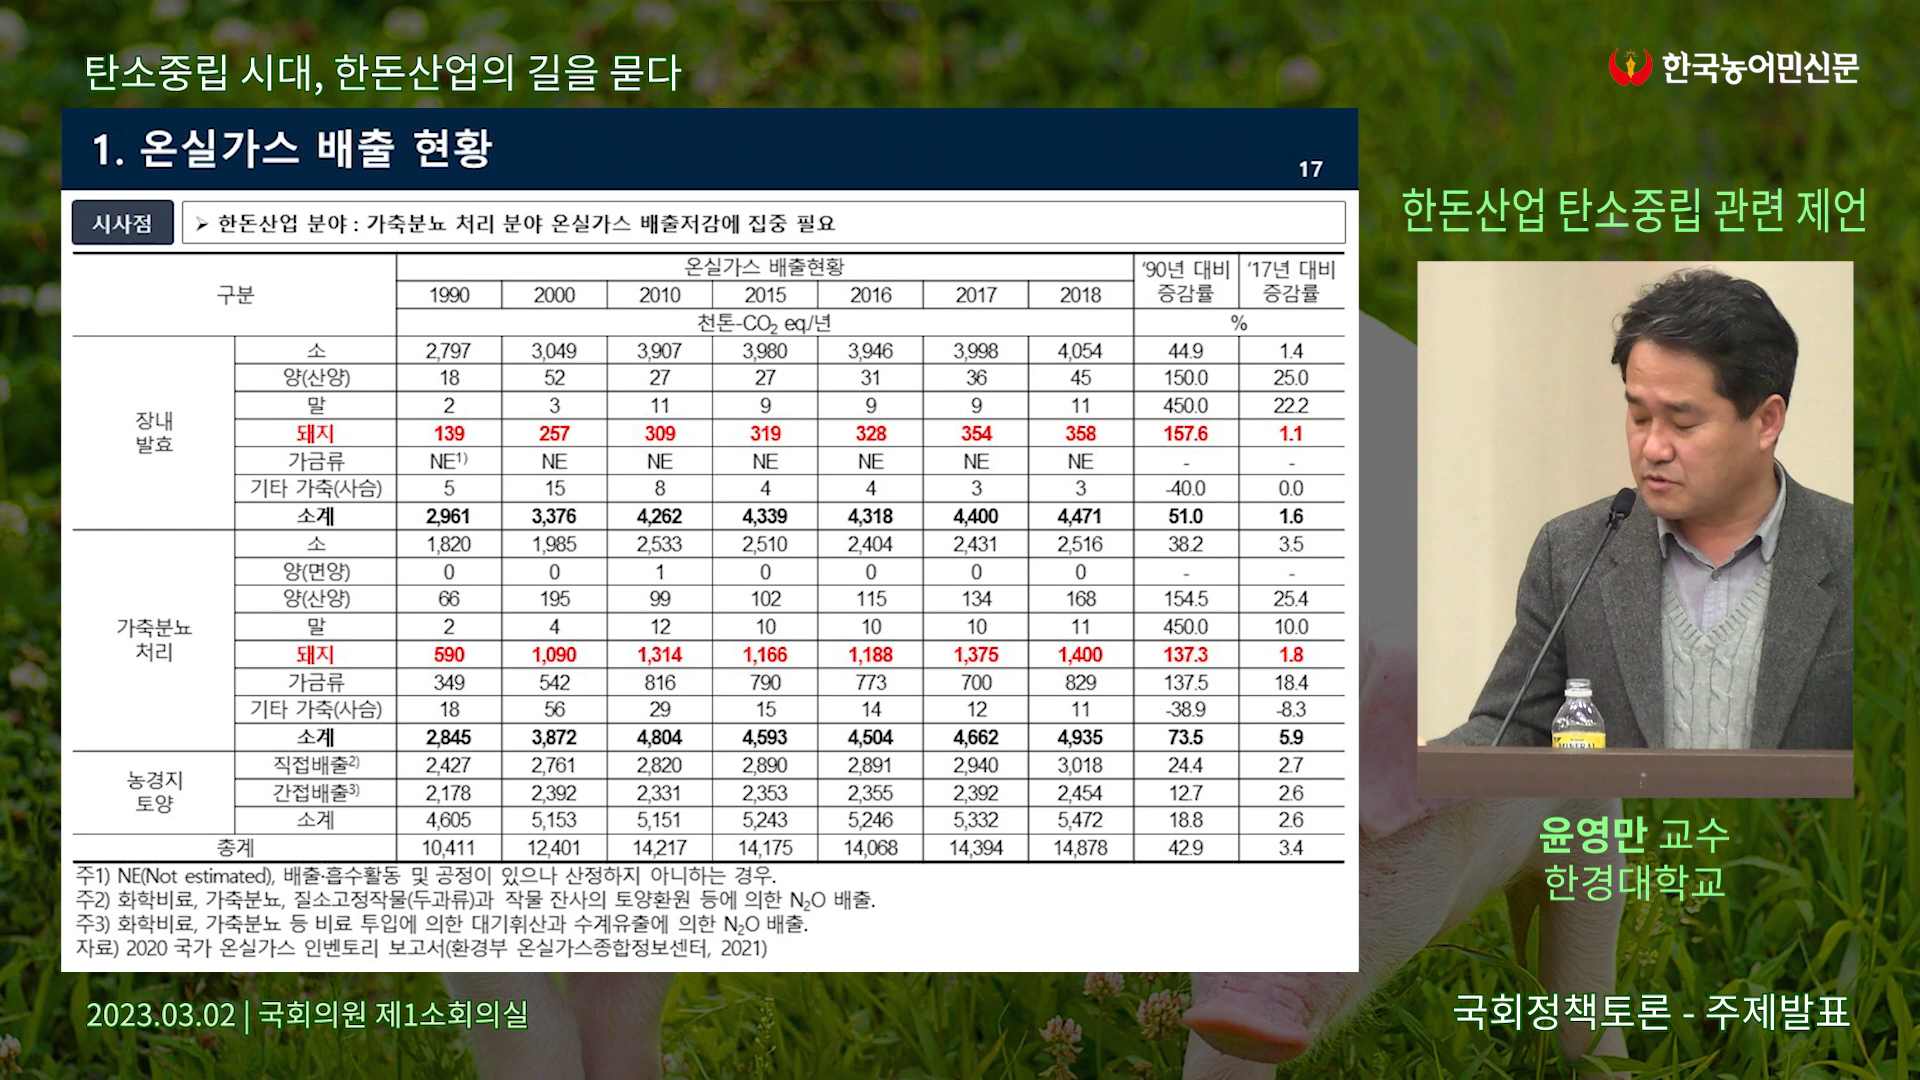 탄소중립 시대, 한돈산업의 길을 묻다
한국농어민신문
1. 온실가스 배출 현황
17
시사점
➢ 한돈산업 분야 : 가축분뇨 처리 분야 온실가스 배출저감에 집중 필요
구분 온실가스 배출현황 '90년 대비 증감률 '17년 대비 증감률
1990 2000 2010 2015 2016 2017 2018
천톤-CO₂ eq./년 %
장내 발효
소 2,797 3,049 3,907 3,980 3,946 3,998 4,054 44.9 1.4
양(산양) 18 52 27 27 31 36 45 150.0 25.0
말 2 3 11 9 9 9 11 450.0 22.2
돼지 139 257 309 319 328 354 358 157.6 1.1
가금류 NE¹⁾ NE NE NE NE NE NE - -
기타 가축(사슴) 5 15 8 4 4 3 3 -40.0 0.0
소계 2,961 3,376 4,262 4,339 4,318 4,400 4,471 51.0 1.6
가축분뇨 처리
소 1,820 1,985 2,533 2,510 2,404 2,431 2,516 38.2 3.5
양(면양) 0 0 1 0 0 0 0 - -
양(산양) 66 195 99 102 115 134 168 154.5 25.4
말 2 4 12 10 10 10 11 450.0 10.0
돼지 590 1,090 1,314 1,166 1,188 1,375 1,400 137.3 1.8
가금류 349 542 816 790 773 700 829 137.5 18.4
기타 가축(사슴) 18 56 29 15 14 12 11 -38.9 -8.3
소계 2,845 3,872 4,804 4,593 4,504 4,662 4,935 73.5 5.9
농경지 토양
직접배출²⁾ 2,427 2,761 2,820 2,890 2,891 2,940 3,018 24.4 2.7
간접배출³⁾ 2,178 2,392 2,331 2,353 2,355 2,392 2,454 12.7 2.6
소계 4,605 5,153 5,151 5,243 5,246 5,332 5,472 18.8 2.6
총계 10,411 12,401 14,217 14,175 14,068 14,394 14,878 42.9 3.4
주1) NE(Not estimated), 배출·흡수활동 및 공정이 있으나 산정하지 아니하는 경우.
주2) 화학비료, 가축분뇨, 질소고정작물(두과류)과 작물 잔사의 토양환원 등에 의한 N₂O 배출.
주3) 화학비료, 가축분뇨 등 비료 투입에 의한 대기휘산과 수계유출에 의한 N₂O 배출.
자료) 2020 국가 온실가스 인벤토리 보고서(환경부 온실가스종합정보센터, 2021)
한돈산업 탄소중립 관련 제언
MINERAL
윤영만 교수
한경대학교
2023.03.02 | 국회의원 제1소회의실
국회정책토론 - 주제발표